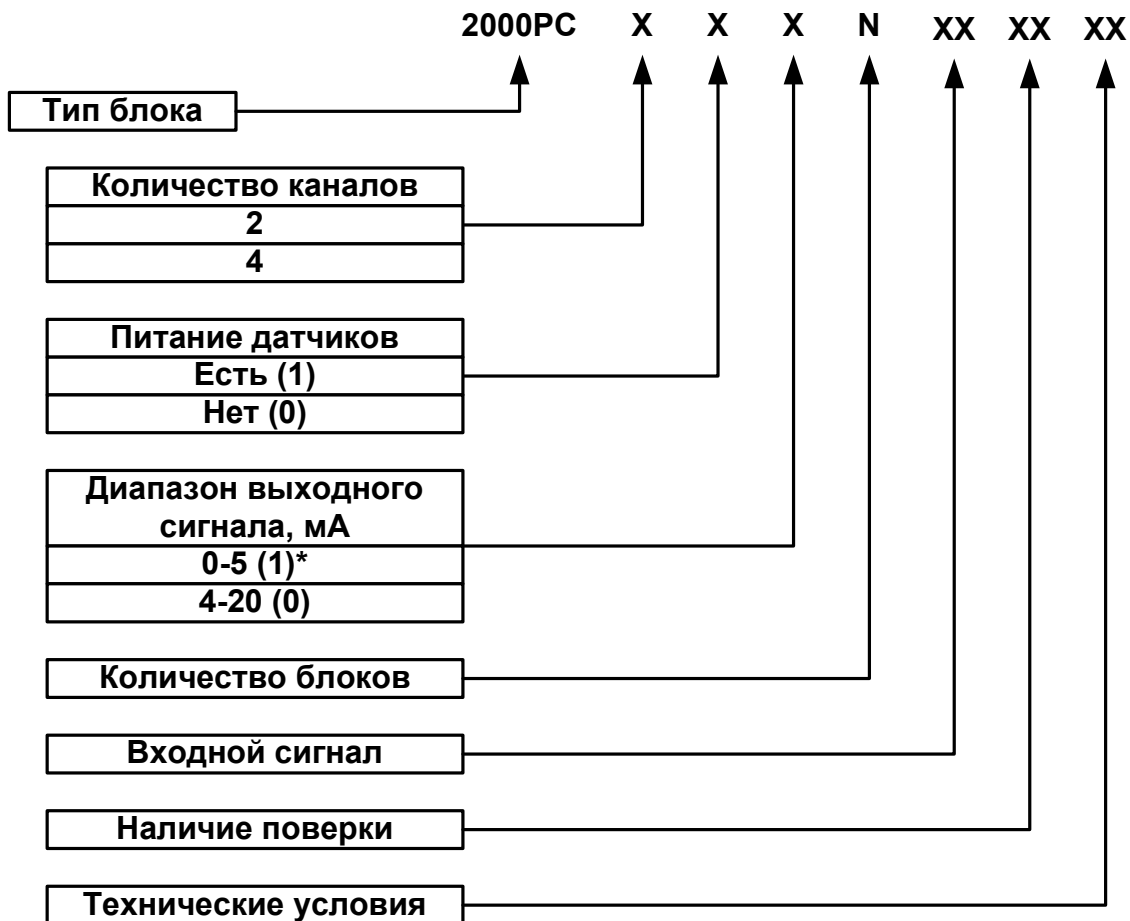 2000РС X X X N XX XX XX
Тип блока
Количество каналов
2
4
Питание датчиков
Есть (1)
Нет (0)
Диапазон выходного
сигнала, мА
0-5 (1)*
4-20 (0)
Количество блоков
Входной сигнал
Наличие поверки
Технические условия